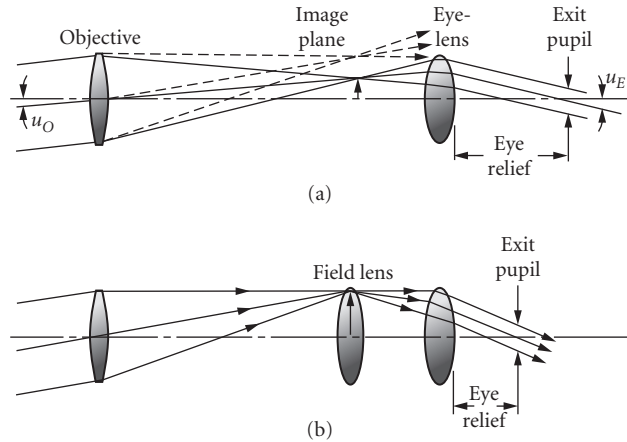 Objective
Image
plane
Eye-
lens
Exit
pupil
u_O
u_E
Eye
relief
(a)
Field lens
Exit
pupil
Eye
relief
(b)